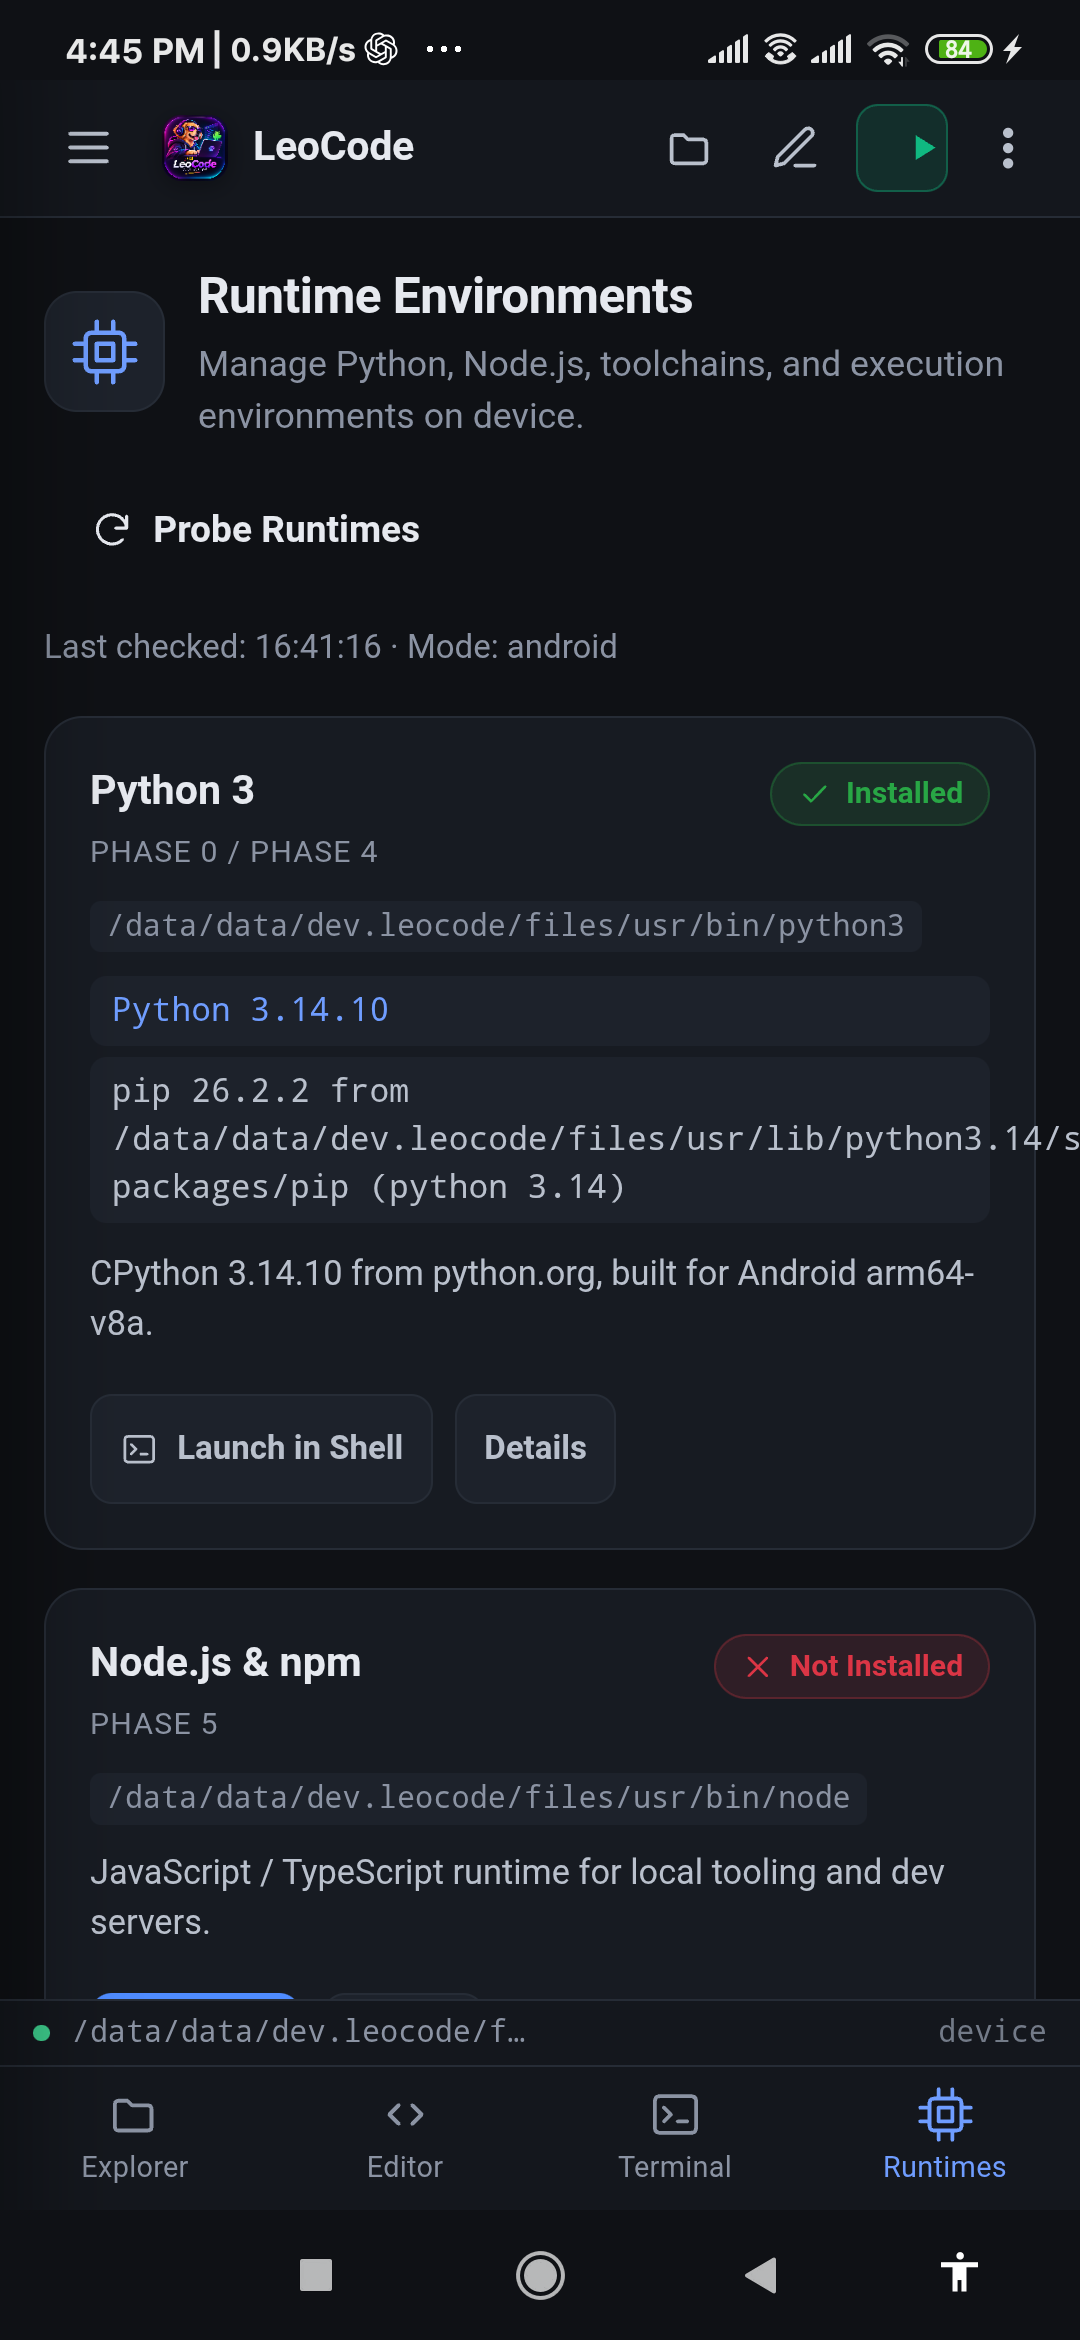 4:45 PM | 0.9KB/s ...
84
LeoCode
LeoCode
Runtime Environments
Manage Python, Node.js, toolchains, and execution
environments on device.
Probe Runtimes
Last checked: 16:41:16 · Mode: android
Python 3
Installed
PHASE 0 / PHASE 4
/data/data/dev.leocode/files/usr/bin/python3
Python 3.14.10
pip 26.2.2 from
/data/data/dev.leocode/files/usr/lib/python3.14/s
packages/pip (python 3.14)
CPython 3.14.10 from python.org, built for Android arm64-
v8a.
Launch in Shell
Details
Node.js & npm
Not Installed
PHASE 5
/data/data/dev.leocode/files/usr/bin/node
JavaScript / TypeScript runtime for local tooling and dev
servers.
/data/data/dev.leocode/f…
device
Explorer
Editor
Terminal
Runtimes